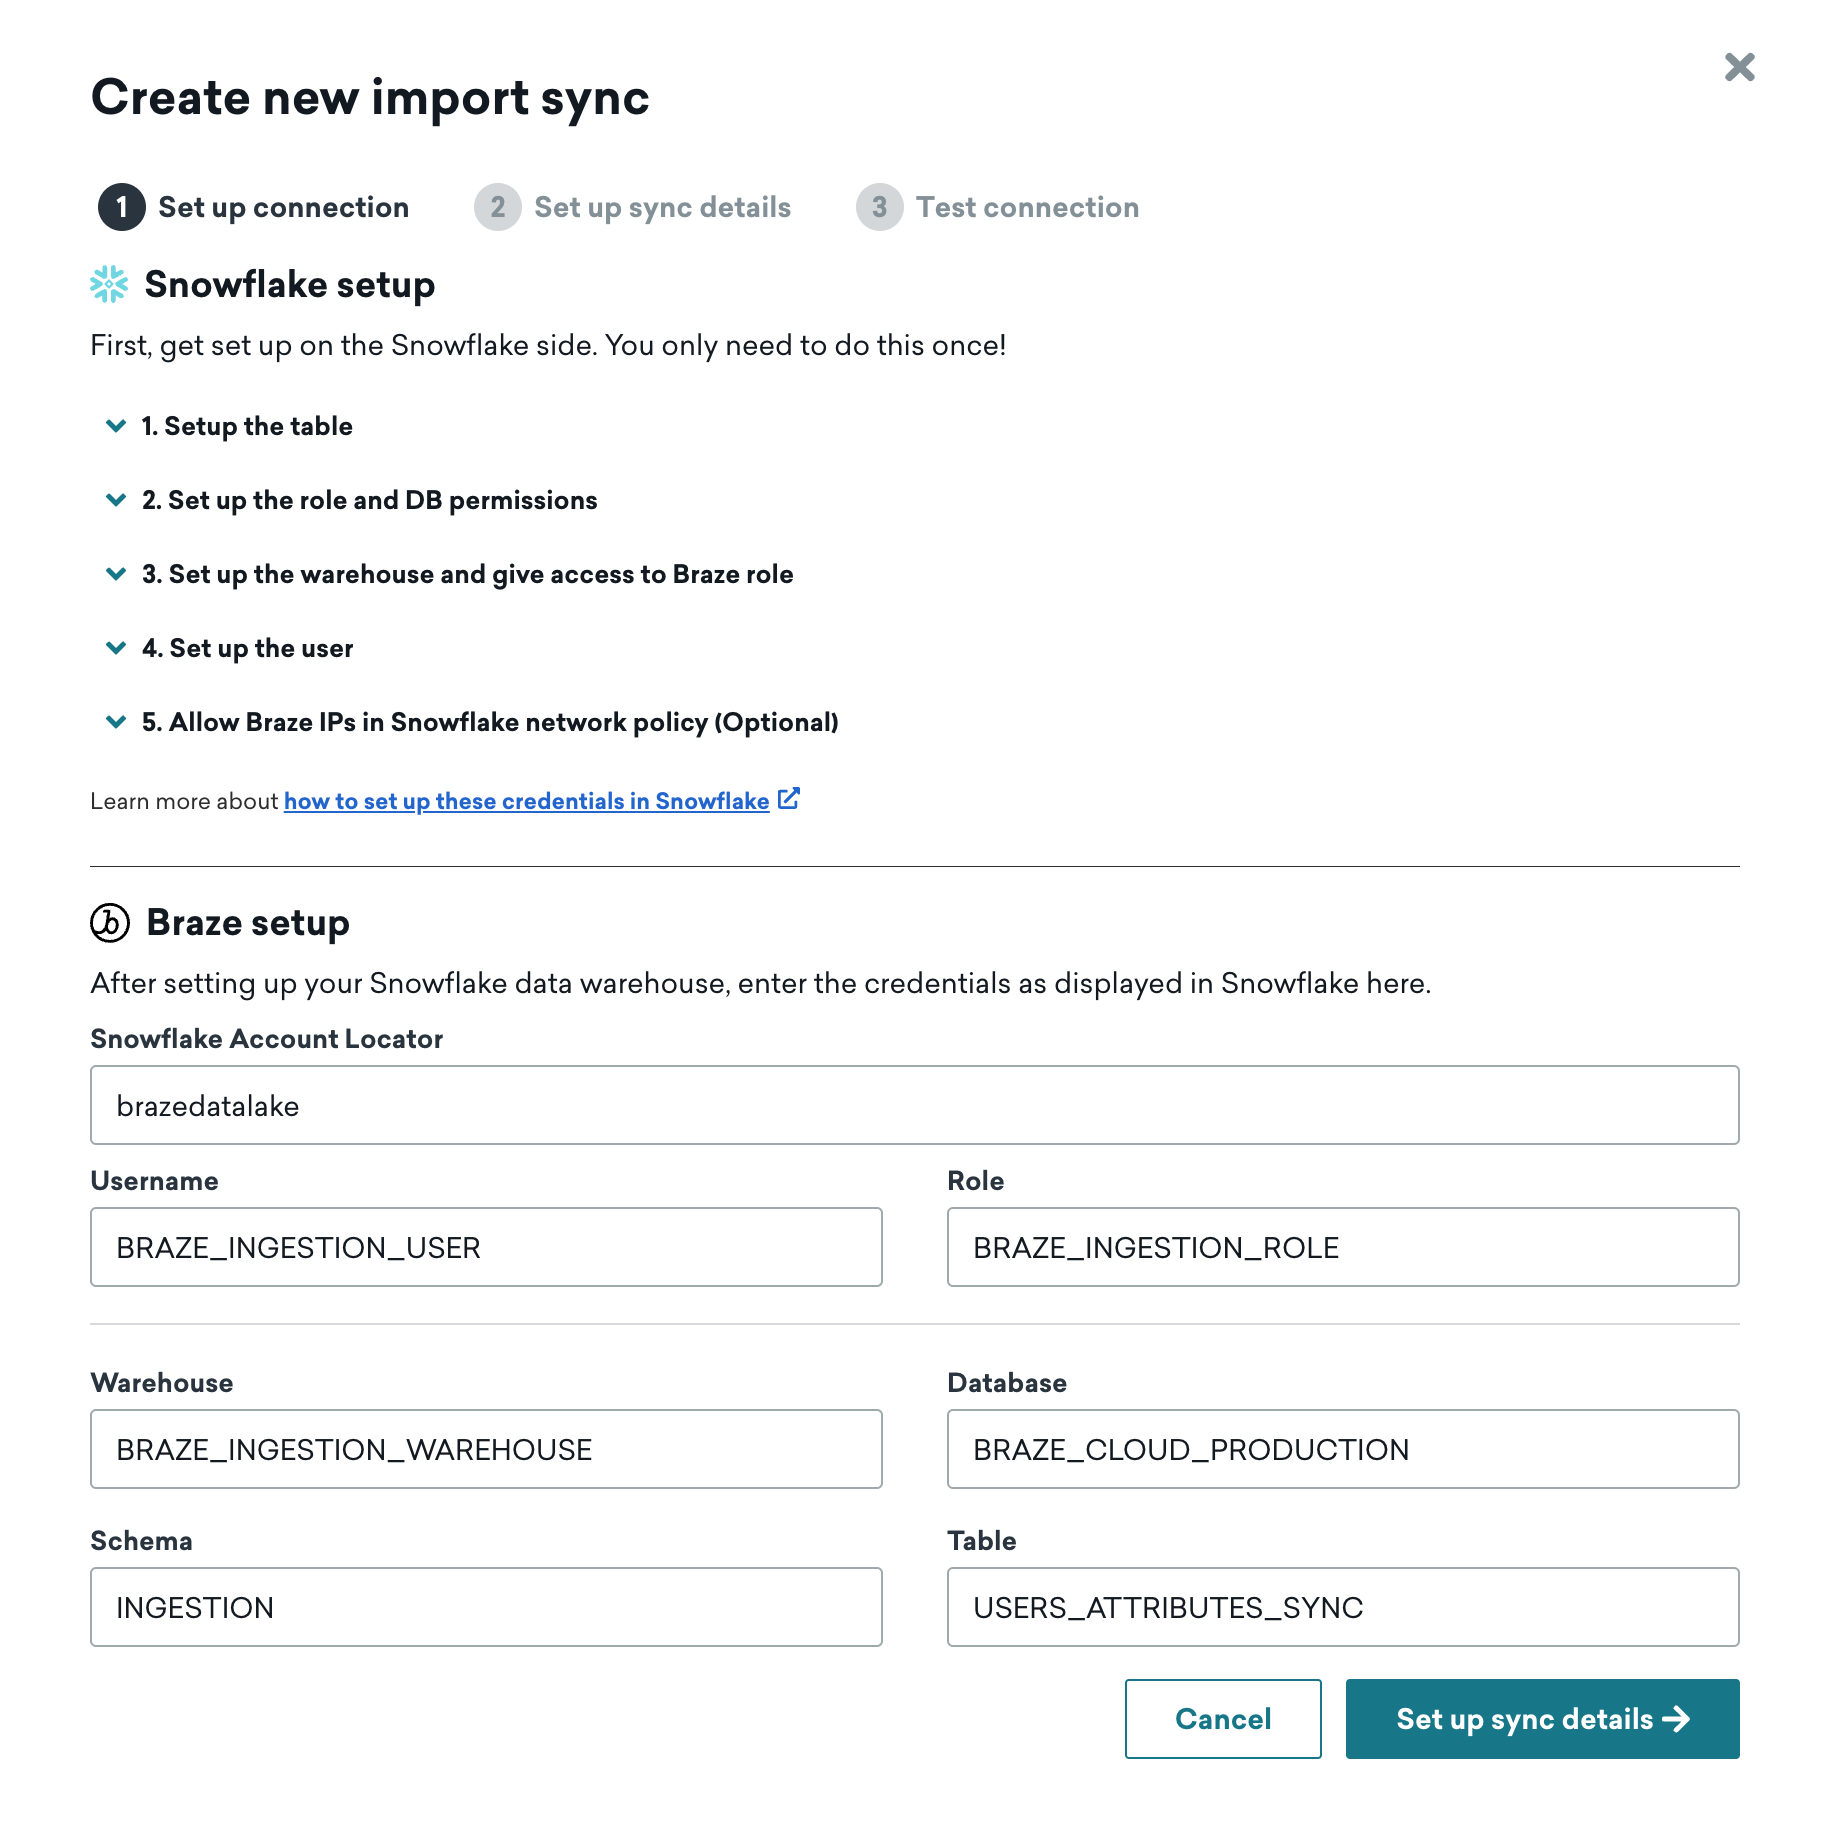 Create new import sync
1 Set up connection 2 Set up sync details 3 Test connection
Snowflake setup
First, get set up on the Snowflake side. You only need to do this once!
1. Setup the table
2. Set up the role and DB permissions
3. Set up the warehouse and give access to Braze role
4. Set up the user
5. Allow Braze IPs in Snowflake network policy (Optional)
Learn more about how to set up these credentials in Snowflake
b Braze setup
After setting up your Snowflake data warehouse, enter the credentials as displayed in Snowflake here.
Snowflake Account Locator
brazedatalake
Username Role
BRAZE_INGESTION_USER BRAZE_INGESTION_ROLE
Warehouse Database
BRAZE_INGESTION_WAREHOUSE BRAZE_CLOUD_PRODUCTION
Schema Table
INGESTION USERS_ATTRIBUTES_SYNC
Cancel Set up sync details →